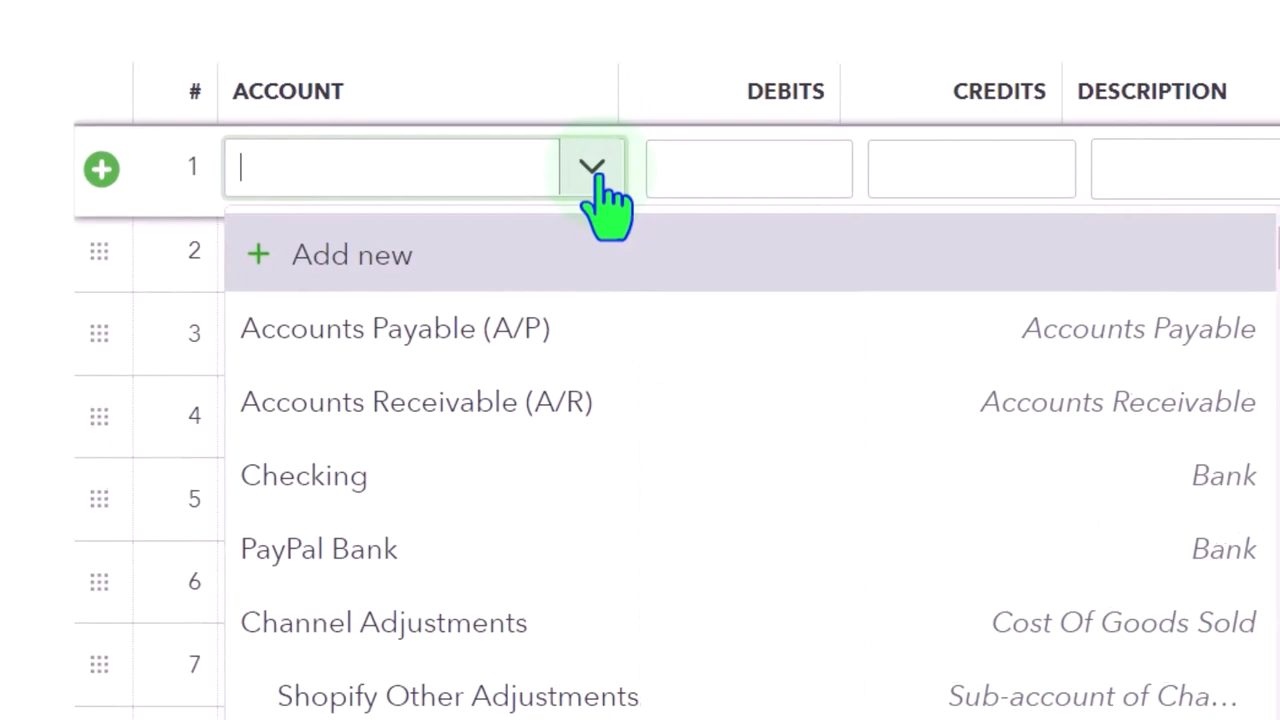 # ACCOUNT DEBITS CREDITS DESCRIPTION
1
2 + Add new
3 Accounts Payable (A/P) Accounts Payable
4 Accounts Receivable (A/R) Accounts Receivable
5 Checking Bank
6 PayPal Bank Bank
Channel Adjustments Cost Of Goods Sold
7 Shopify Other Adjustments Sub-account of Cha...